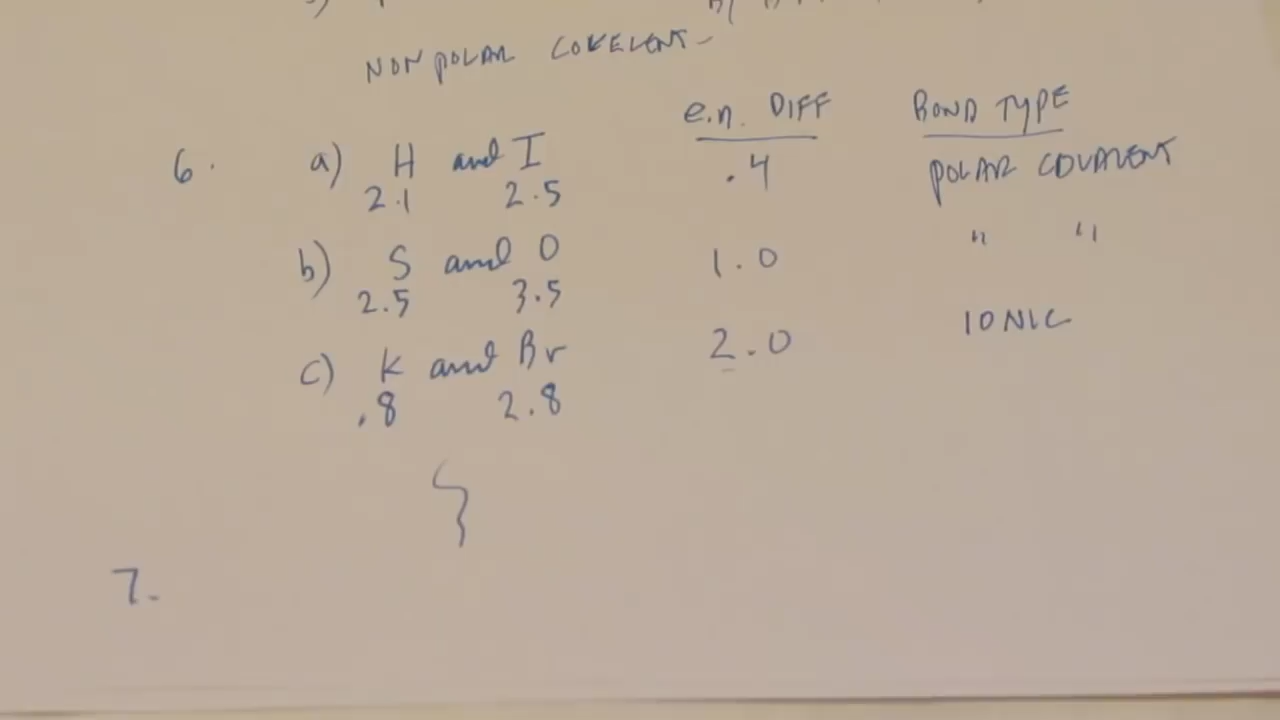 NONPOLAR COVELENT-
e.n. DIFF BOND TYPE
6. a) H and I .4 POLAR COVALENT
2.1 2.5
b) S and O 1.0 " "
2.5 3.5
c) K and Br 2.0 IONIC
.8 2.8
7.